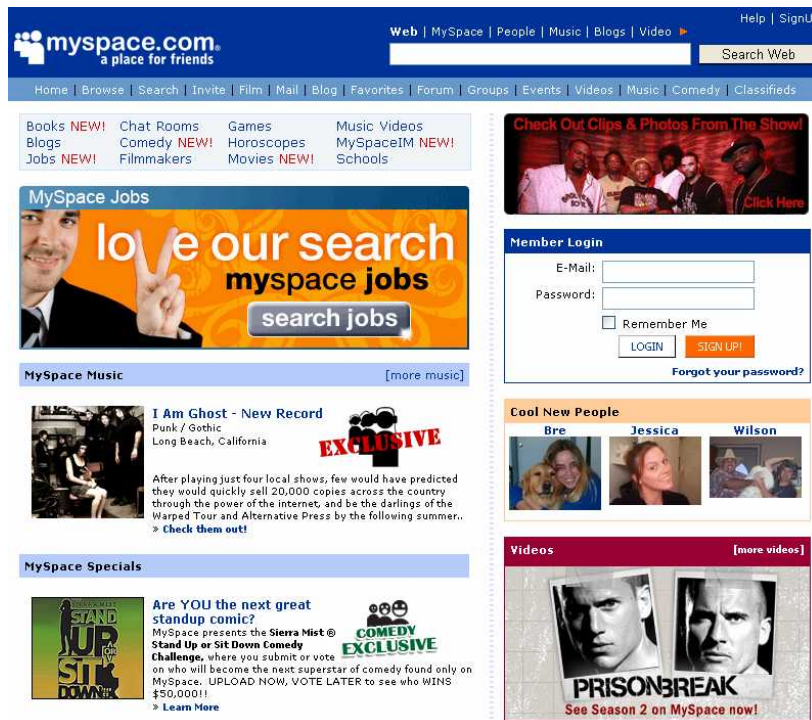 Help | SignU
myspace.com®
a place for friends
Web | MySpace | People | Music | Blogs | Video
Search Web
Home | Browse | Search | Invite | Film | Mail | Blog | Favorites | Forum | Groups | Events | Videos | Music | Comedy | Classifieds
Books NEW! Chat Rooms Games Music Videos
Blogs Comedy NEW! Horoscopes MySpaceIM NEW!
Jobs NEW! Filmmakers Movies NEW! Schools
MySpace Jobs
love our search
myspace jobs
search jobs
MySpace Music [more music]
I Am Ghost - New Record
Punk / Gothic
Long Beach, California
EXCLUSIVE
After playing just four local shows, few would have predicted
they would quickly sell 20,000 copies across the country
through the power of the internet, and be the darlings of the
Warped Tour and Alternative Press by the following summer..
» Check them out!
MySpace Specials
SIERRA MIST
STAND
UP OR
SIT
DOWN
Are YOU the next great
standup comic?
COMEDY
EXCLUSIVE
MySpace presents the Sierra Mist ®
Stand Up or Sit Down Comedy
Challenge, where you submit or vote
on who will become the next superstar of comedy found only on
MySpace. UPLOAD NOW, VOTE LATER to see who WINS
$50,000!!
» Learn More
Check Out Clips & Photos From The Show!
Click Here
Member Login
E-Mail:
Password:
Remember Me
LOGIN SIGN UP!
Forgot your password?
Cool New People
Bre Jessica Wilson
Videos [more videos]
PRISON BREAK
See Season 2 on MySpace now!